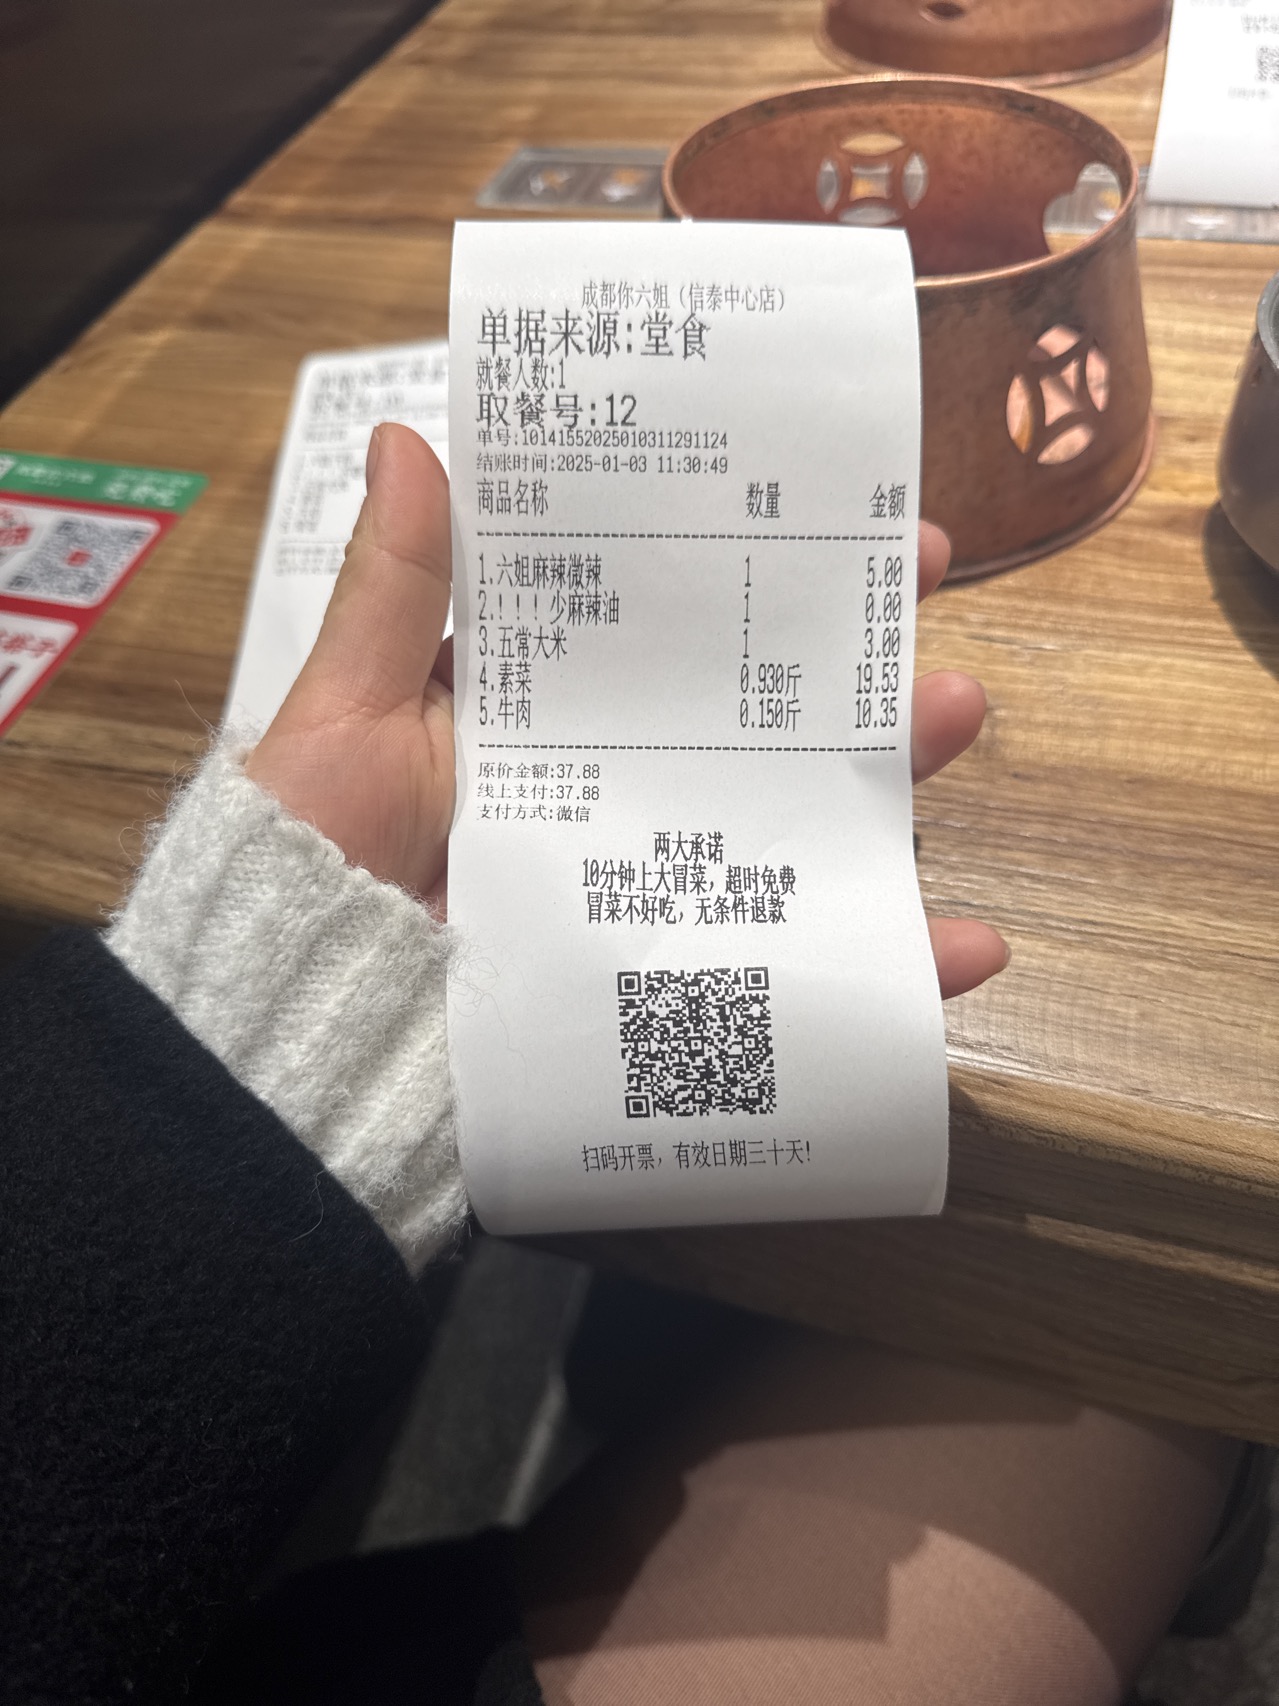 成都你六姐（信泰中心店）
单据来源:堂食
就餐人数:1
取餐号:12
单号:10141552025010311291124
结账时间:2025-01-03 11:30:49
商品名称 数量 金额
1.六姐麻辣微辣 1 5.00
2.！！！少麻辣油 1 0.00
3.五常大米 1 3.00
4.素菜 0.930斤 19.53
5.牛肉 0.150斤 10.35
原价金额:37.88
线上支付:37.88
支付方式:微信
两大承诺
10分钟上大冒菜，超时免费
冒菜不好吃，无条件退款
扫码开票，有效日期三十天!